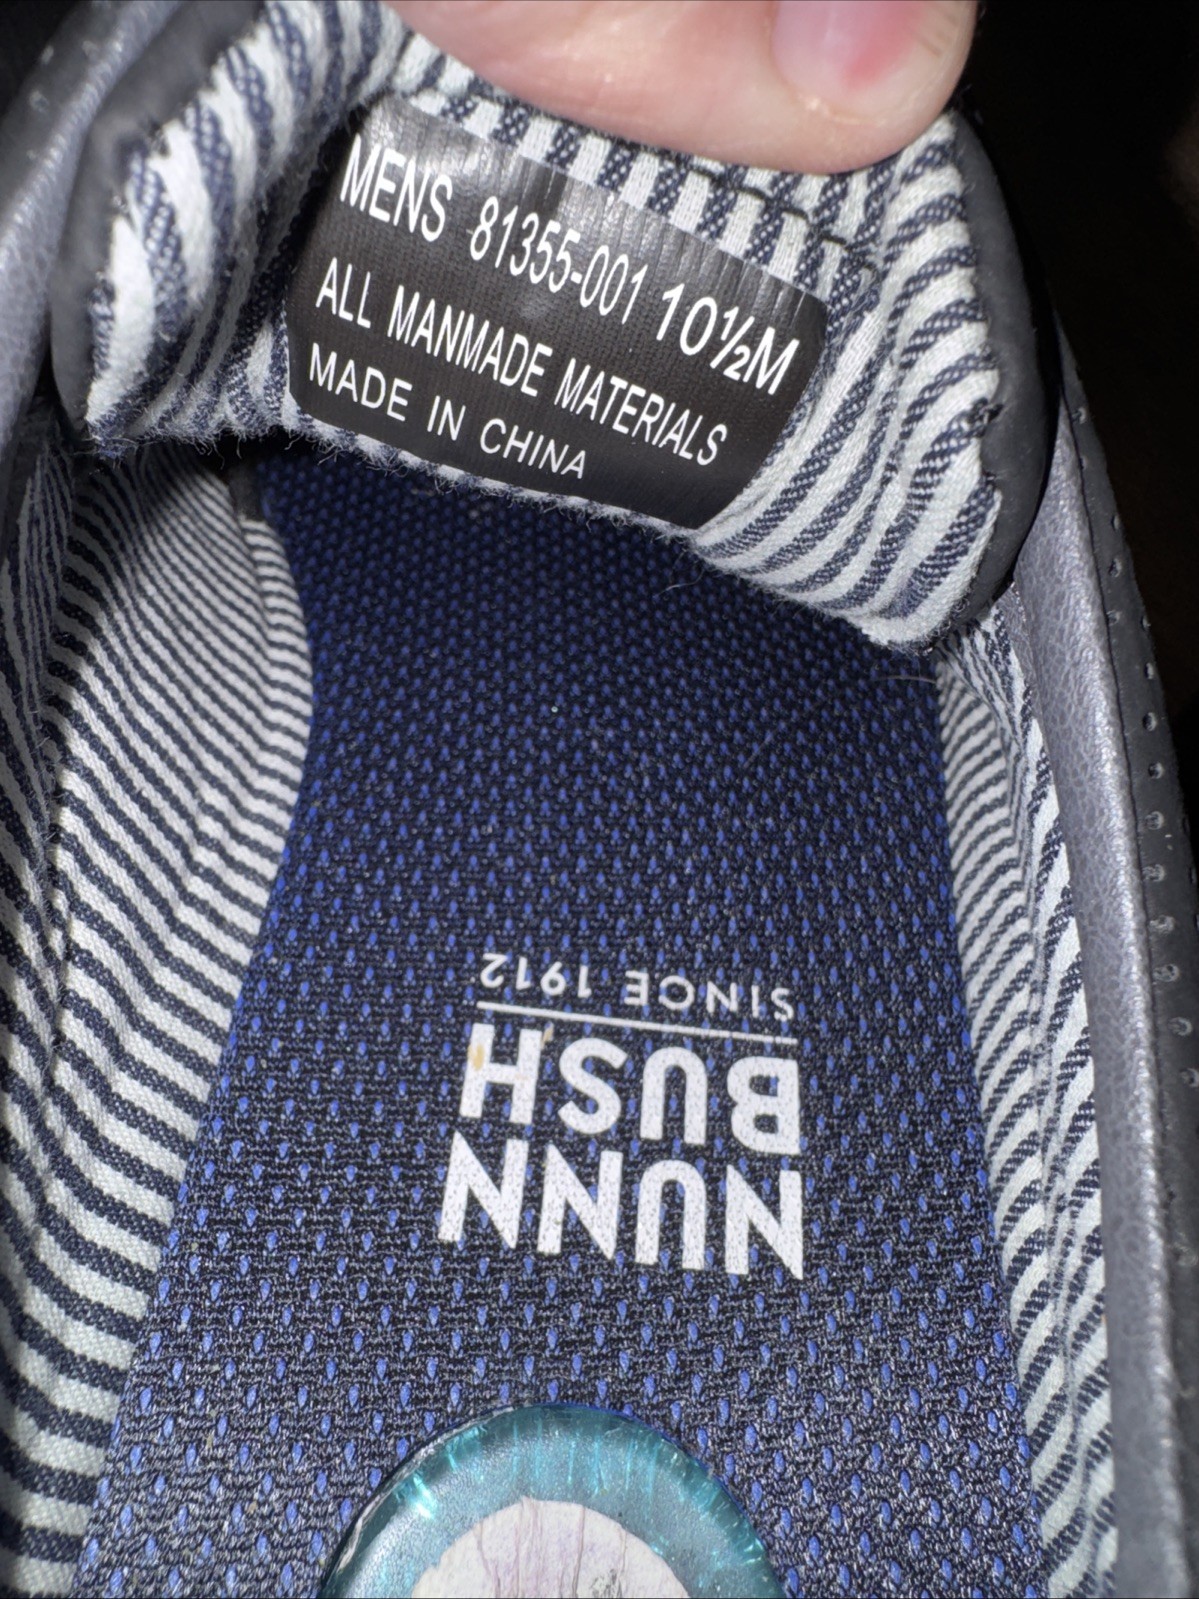 MENS 81355-001 10½M
ALL MANMADE MATERIALS
MADE IN CHINA
NUNN
BUSH
SINCE 1912